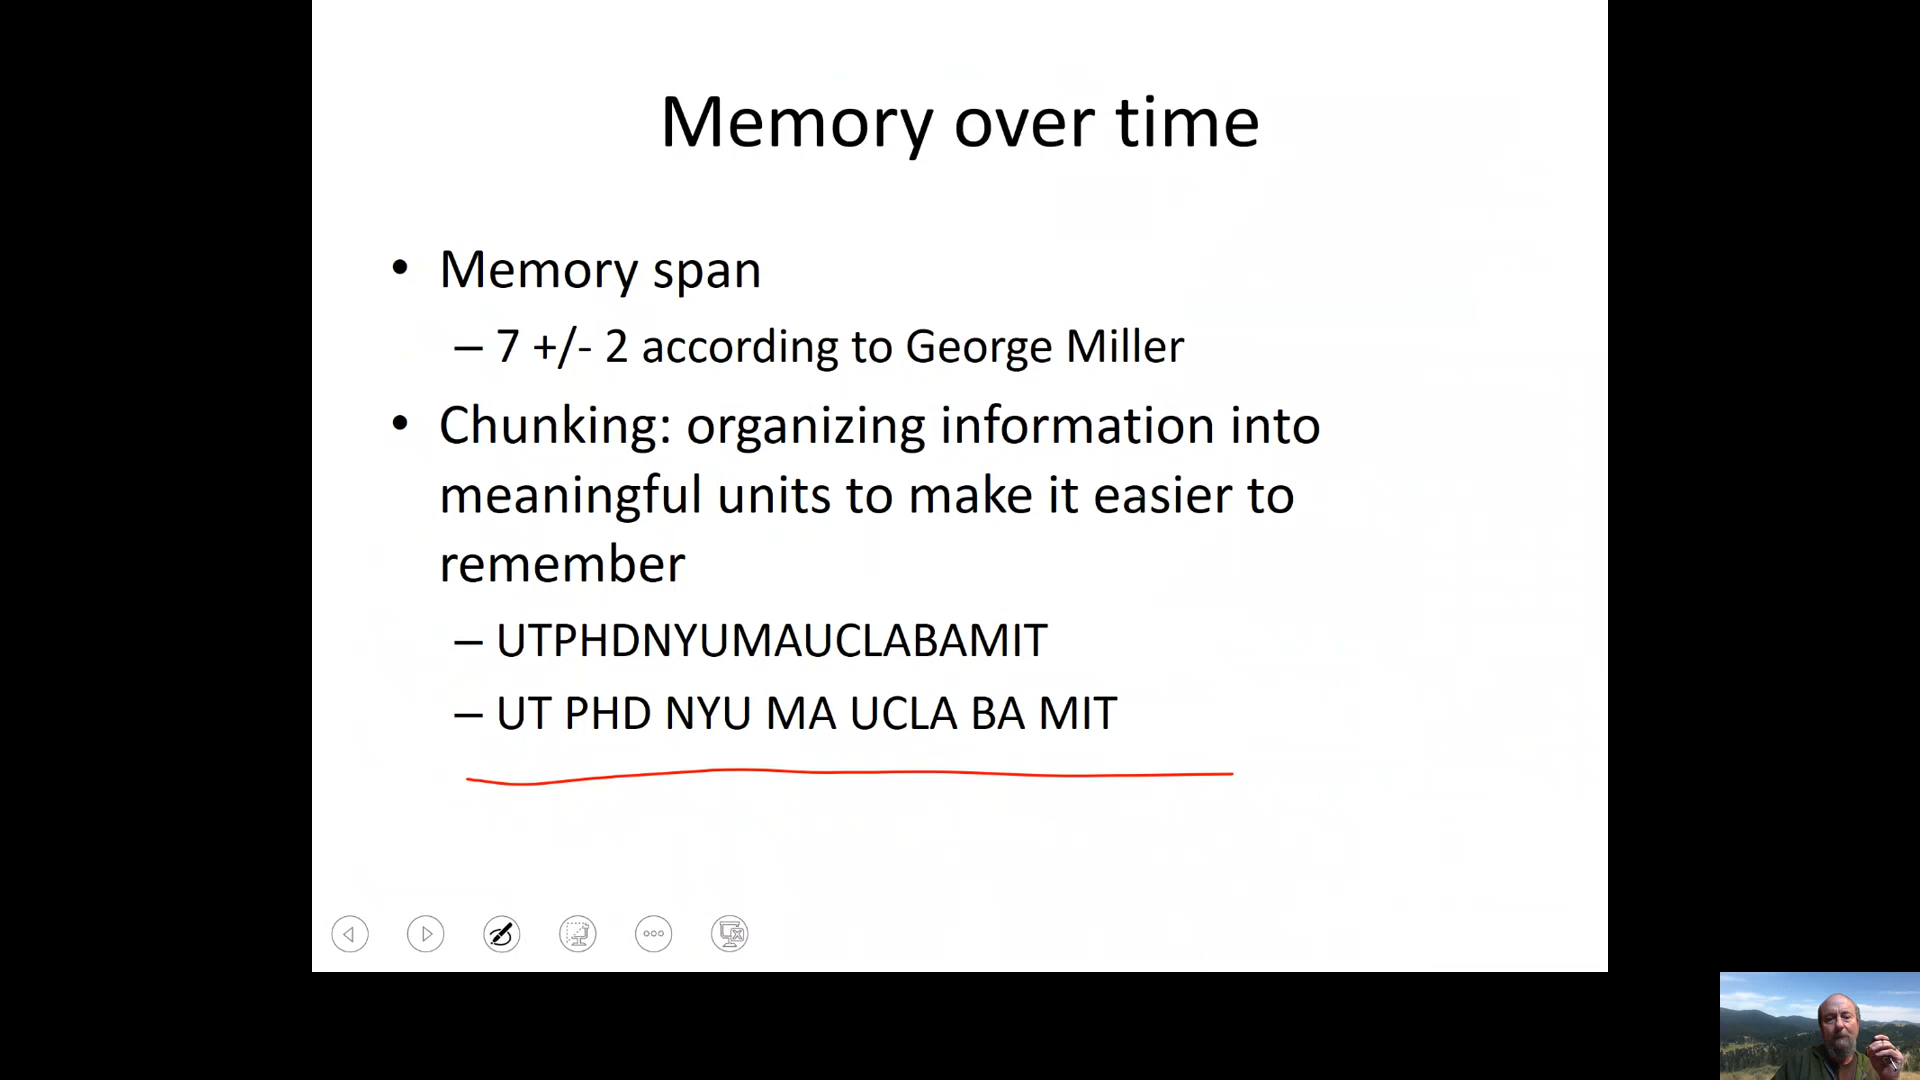 Memory over time
• Memory span
– 7 +/- 2 according to George Miller
• Chunking: organizing information into
meaningful units to make it easier to
remember
– UTPHDNYUMAUCLABAMIT
– UT PHD NYU MA UCLA BA MIT